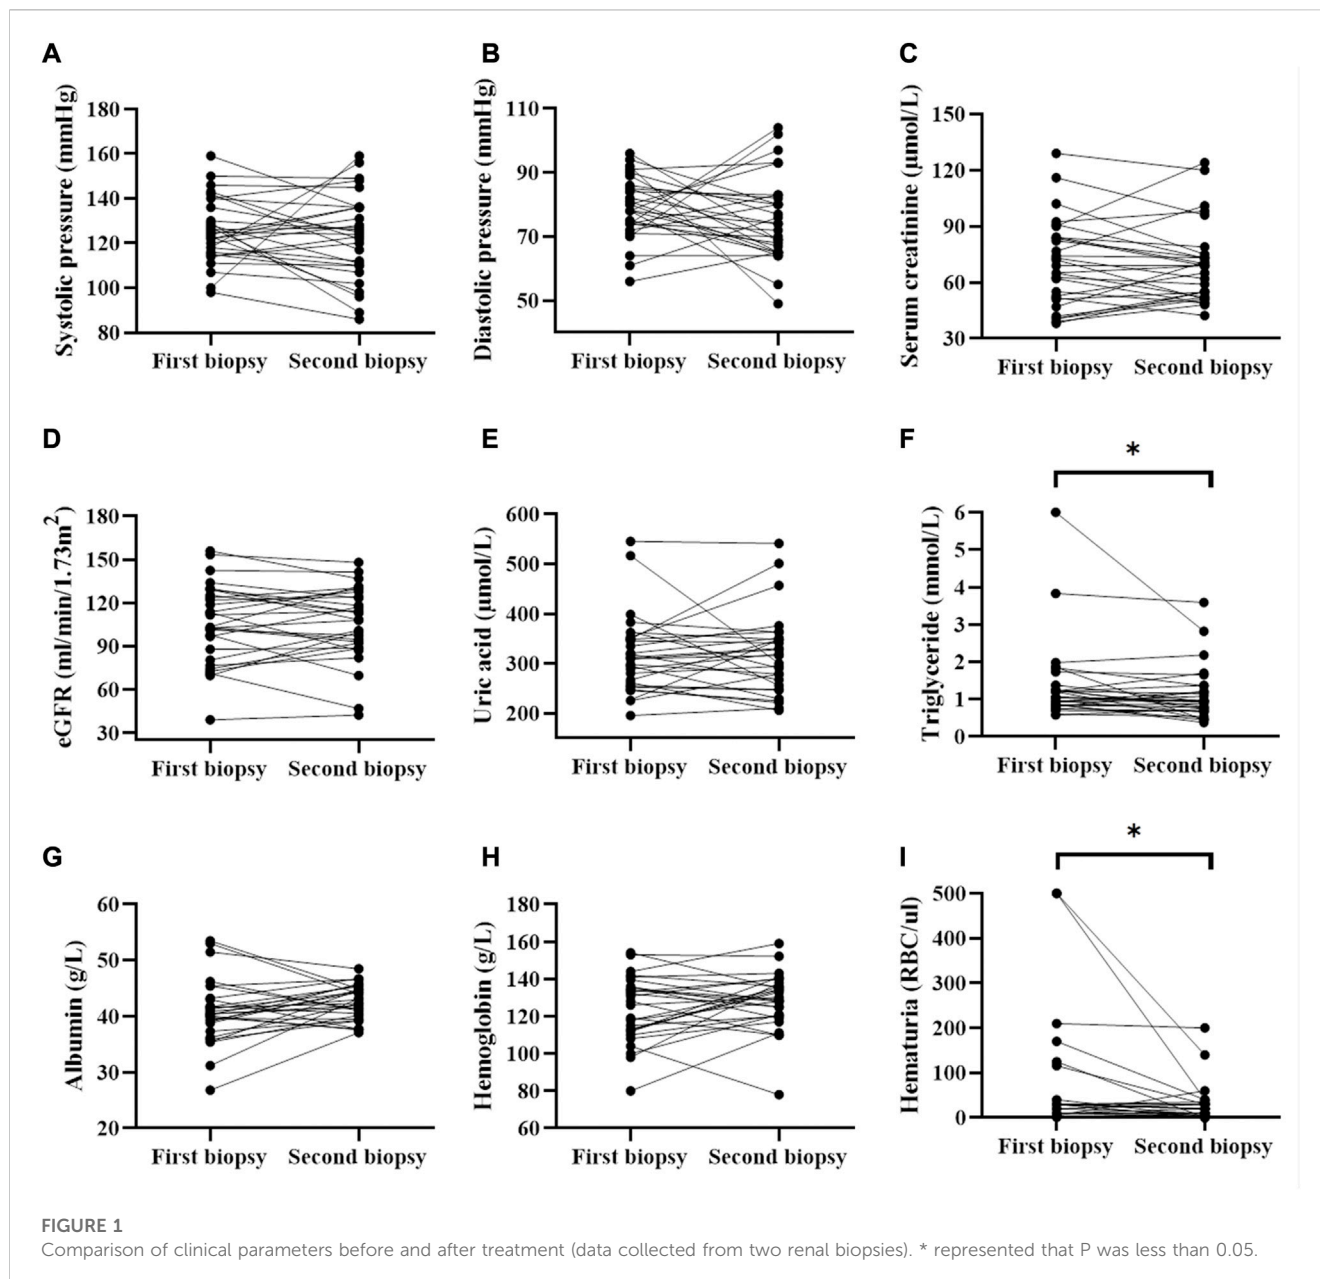 A
Systolic pressure (mmHg)
180
160
140
120
100
80
First biopsy Second biopsy
B
Diastolic pressure (mmHg)
110
90
70
50
First biopsy Second biopsy
C
Serum creatinine (μmol/L)
150
120
90
60
30
First biopsy Second biopsy
D
eGFR (ml/min/1.73m²)
180
150
120
90
60
30
First biopsy Second biopsy
E
Uric acid (μmol/L)
600
500
400
300
200
First biopsy Second biopsy
F
*
Triglyceride (mmol/L)
6
5
4
3
2
1
0
First biopsy Second biopsy
G
Albumin (g/L)
60
50
40
30
20
First biopsy Second biopsy
H
Hemoglobin (g/L)
180
160
140
120
100
80
60
First biopsy Second biopsy
I
*
Hematuria (RBC/ul)
500
400
300
200
100
0
First biopsy Second biopsy
FIGURE 1
Comparison of clinical parameters before and after treatment (data collected from two renal biopsies). * represented that P was less than 0.05.